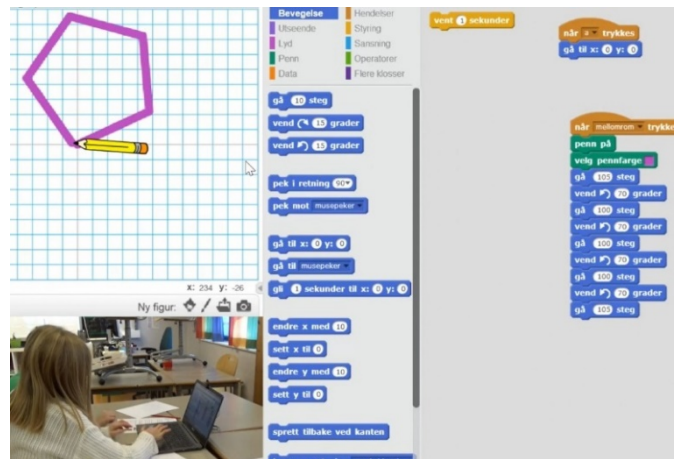 Bevegelse
Utseende
Lyd
Penn
Data
Hendelser
Styring
Sansning
Operatorer
Flere klosser
gå 10 steg
vend 15 grader
vend 15 grader
pek i retning 90
pek mot musepeker
gå til x: 0 y: 0
gå til musepeker
gli 1 sekunder til x: 0 y: 0
endre x med 10
sett x til 0
endre y med 10
sett y til 0
sprett tilbake ved kanten
x: 234 y: -26
Ny figur:
vent 1 sekunder
når a trykkes
gå til x: 0 y: 0
når mellomrom trykke
penn på
velg pennfarge
gå 105 steg
vend 70 grader
gå 100 steg
vend 70 grader
gå 100 steg
vend 70 grader
gå 100 steg
vend 70 grader
gå 105 steg